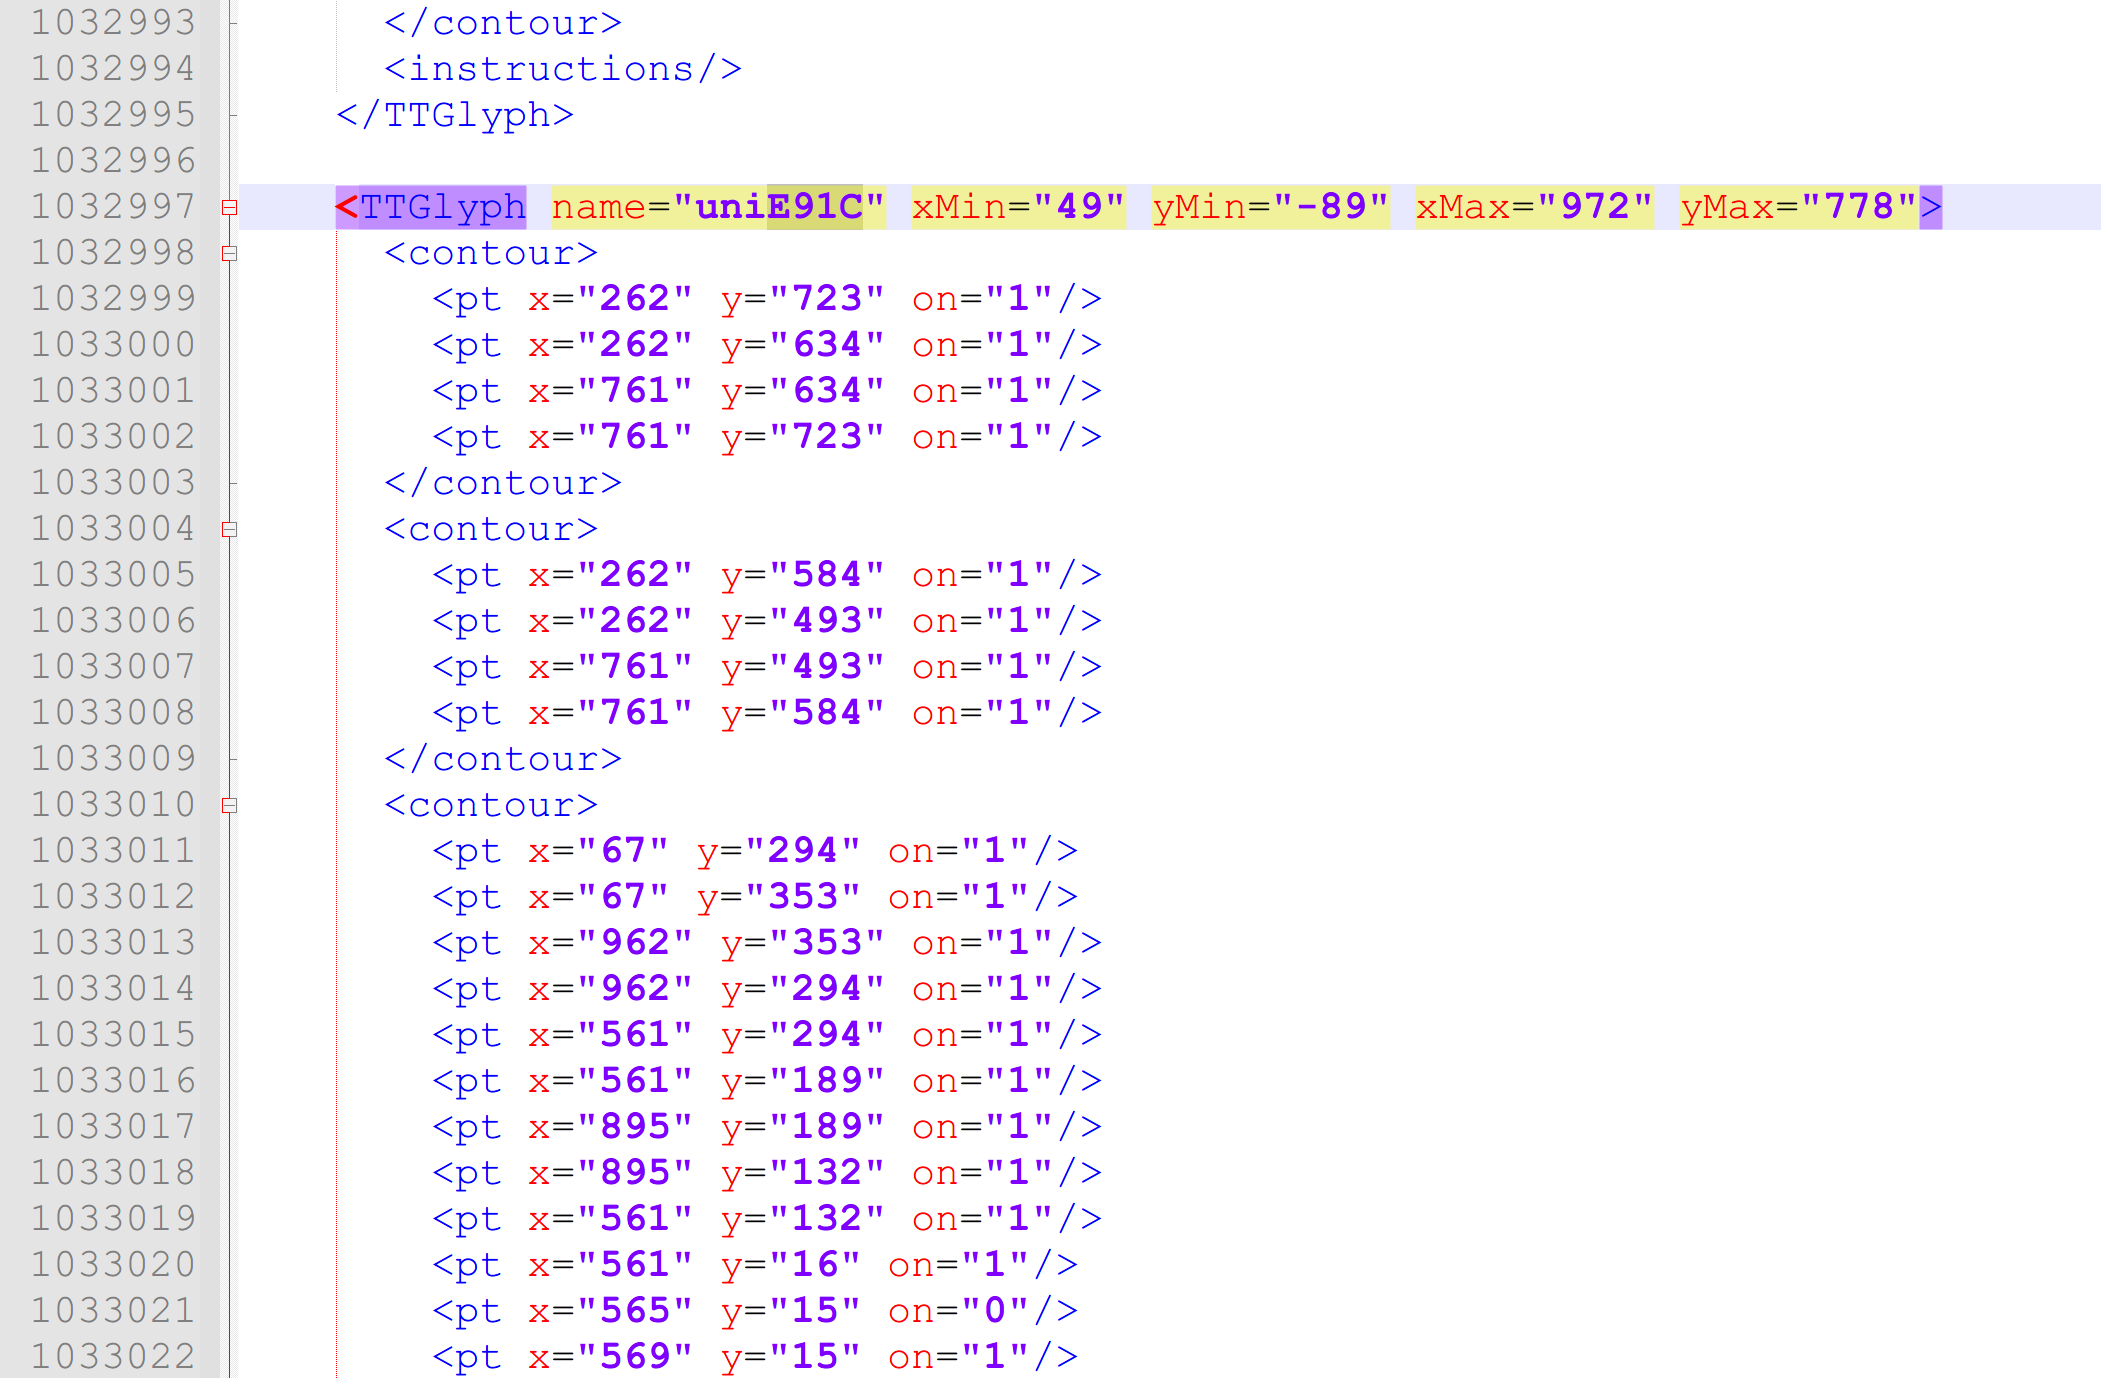 1032993 </contour>
1032994 <instructions/>
1032995 </TTGlyph>
1032996
1032997 <TTGlyph name="uniE91C" xMin="49" yMin="-89" xMax="972" yMax="778">
1032998 <contour>
1032999 <pt x="262" y="723" on="1"/>
1033000 <pt x="262" y="634" on="1"/>
1033001 <pt x="761" y="634" on="1"/>
1033002 <pt x="761" y="723" on="1"/>
1033003 </contour>
1033004 <contour>
1033005 <pt x="262" y="584" on="1"/>
1033006 <pt x="262" y="493" on="1"/>
1033007 <pt x="761" y="493" on="1"/>
1033008 <pt x="761" y="584" on="1"/>
1033009 </contour>
1033010 <contour>
1033011 <pt x="67" y="294" on="1"/>
1033012 <pt x="67" y="353" on="1"/>
1033013 <pt x="962" y="353" on="1"/>
1033014 <pt x="962" y="294" on="1"/>
1033015 <pt x="561" y="294" on="1"/>
1033016 <pt x="561" y="189" on="1"/>
1033017 <pt x="895" y="189" on="1"/>
1033018 <pt x="895" y="132" on="1"/>
1033019 <pt x="561" y="132" on="1"/>
1033020 <pt x="561" y="16" on="1"/>
1033021 <pt x="565" y="15" on="0"/>
1033022 <pt x="569" y="15" on="1"/>